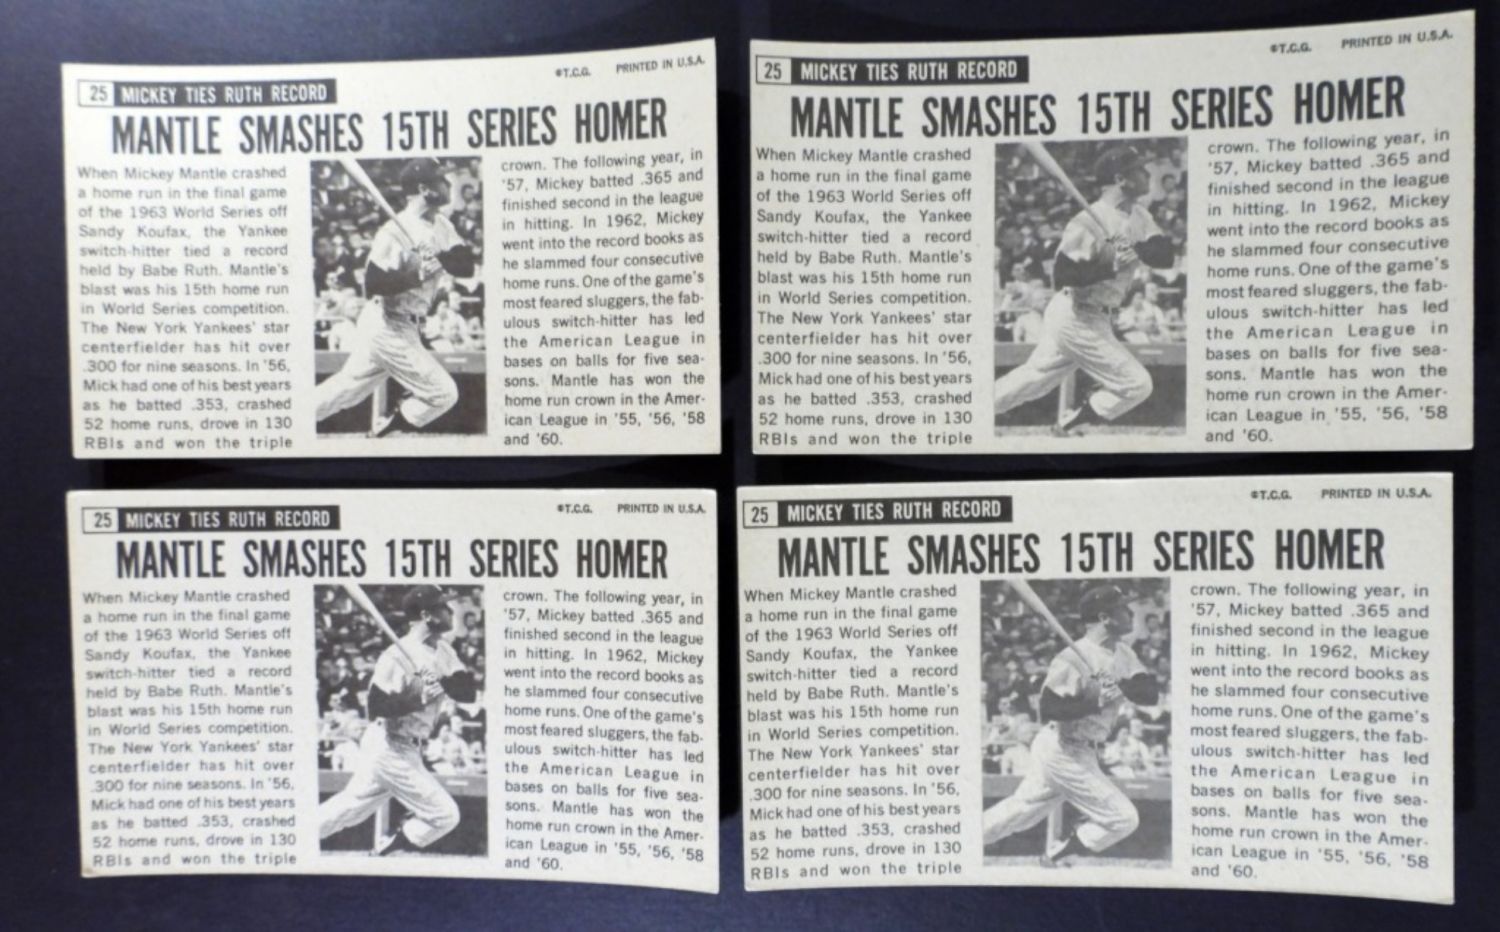 25 MICKEY TIES RUTH RECORD
©T.C.G. PRINTED IN U.S.A.
MANTLE SMASHES 15TH SERIES HOMER
When Mickey Mantle crashed
a home run in the final game
of the 1963 World Series off
Sandy Koufax, the Yankee
switch-hitter tied a record
held by Babe Ruth. Mantle's
blast was his 15th home run
in World Series competition.
The New York Yankees' star
centerfielder has hit over
.300 for nine seasons. In '56,
Mick had one of his best years
as he batted .353, crashed
52 home runs, drove in 130
RBIs and won the triple
crown. The following year, in
'57, Mickey batted .365 and
finished second in the league
in hitting. In 1962, Mickey
went into the record books as
he slammed four consecutive
home runs. One of the game's
most feared sluggers, the fab-
ulous switch-hitter has led
the American League in
bases on balls for five sea-
sons. Mantle has won the
home run crown in the Amer-
ican League in '55, '56, '58
and '60.
25 MICKEY TIES RUTH RECORD
©T.C.G. PRINTED IN U.S.A.
MANTLE SMASHES 15TH SERIES HOMER
When Mickey Mantle crashed
a home run in the final game
of the 1963 World Series off
Sandy Koufax, the Yankee
switch-hitter tied a record
held by Babe Ruth. Mantle's
blast was his 15th home run
in World Series competition.
The New York Yankees' star
centerfielder has hit over
.300 for nine seasons. In '56,
Mick had one of his best years
as he batted .353, crashed
52 home runs, drove in 130
RBIs and won the triple
crown. The following year, in
'57, Mickey batted .365 and
finished second in the league
in hitting. In 1962, Mickey
went into the record books as
he slammed four consecutive
home runs. One of the game's
most feared sluggers, the fab-
ulous switch-hitter has led
the American League in
bases on balls for five sea-
sons. Mantle has won the
home run crown in the Amer-
ican League in '55, '56, '58
and '60.
25 MICKEY TIES RUTH RECORD
©T.C.G. PRINTED IN U.S.A.
MANTLE SMASHES 15TH SERIES HOMER
When Mickey Mantle crashed
a home run in the final game
of the 1963 World Series off
Sandy Koufax, the Yankee
switch-hitter tied a record
held by Babe Ruth. Mantle's
blast was his 15th home run
in World Series competition.
The New York Yankees' star
centerfielder has hit over
.300 for nine seasons. In '56,
Mick had one of his best years
as he batted .353, crashed
52 home runs, drove in 130
RBIs and won the triple
crown. The following year, in
'57, Mickey batted .365 and
finished second in the league
in hitting. In 1962, Mickey
went into the record books as
he slammed four consecutive
home runs. One of the game's
most feared sluggers, the fab-
ulous switch-hitter has led
the American League in
bases on balls for five sea-
sons. Mantle has won the
home run crown in the Amer-
ican League in '55, '56, '58
and '60.
25 MICKEY TIES RUTH RECORD
©T.C.G. PRINTED IN U.S.A.
MANTLE SMASHES 15TH SERIES HOMER
When Mickey Mantle crashed
a home run in the final game
of the 1963 World Series off
Sandy Koufax, the Yankee
switch-hitter tied a record
held by Babe Ruth. Mantle's
blast was his 15th home run
in World Series competition.
The New York Yankees' star
centerfielder has hit over
.300 for nine seasons. In '56,
Mick had one of his best years
as he batted .353, crashed
52 home runs, drove in 130
RBIs and won the triple
crown. The following year, in
'57, Mickey batted .365 and
finished second in the league
in hitting. In 1962, Mickey
went into the record books as
he slammed four consecutive
home runs. One of the game's
most feared sluggers, the fab-
ulous switch-hitter has led
the American League in
bases on balls for five sea-
sons. Mantle has won the
home run crown in the Amer-
ican League in '55, '56, '58
and '60.